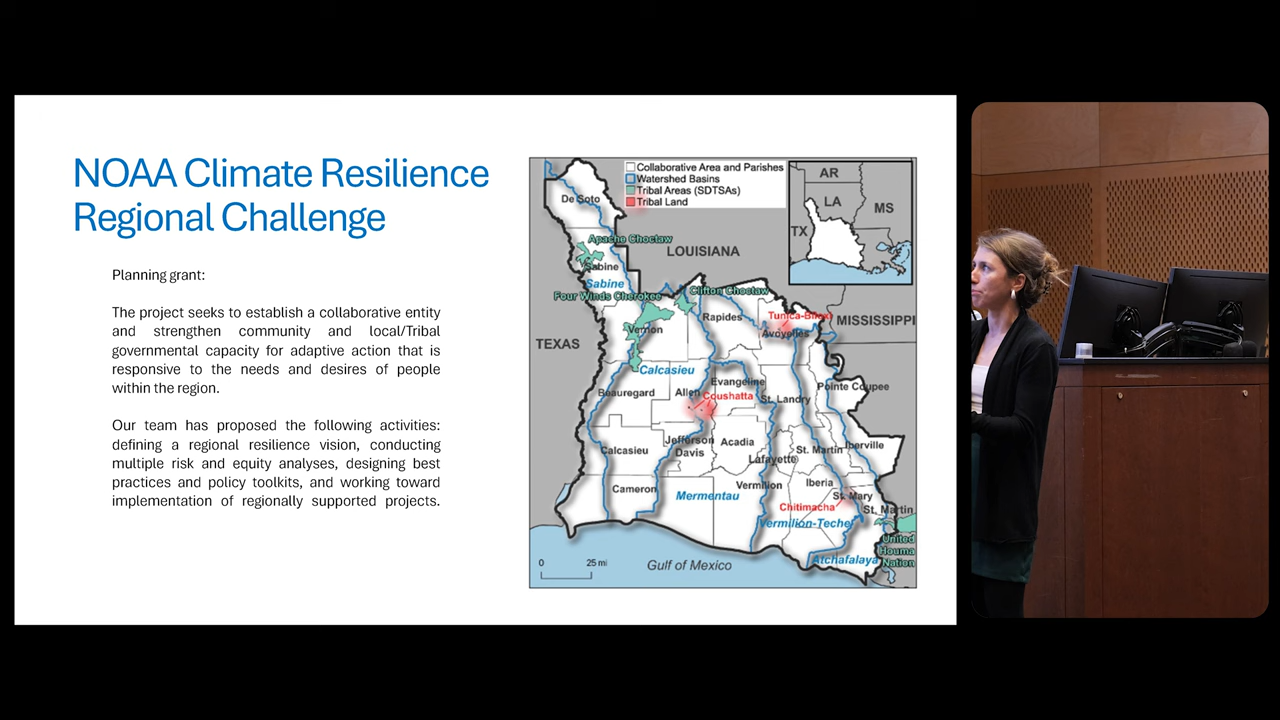 NOAA Climate Resilience
Regional Challenge
Planning grant:
The project seeks to establish a collaborative entity
and strengthen community and local/Tribal
governmental capacity for adaptive action that is
responsive to the needs and desires of people
within the region.
Our team has proposed the following activities:
defining a regional resilience vision, conducting
multiple risk and equity analyses, designing best
practices and policy toolkits, and working toward
implementation of regionally supported projects.
Collaborative Area and Parishes
Watershed Basins
Tribal Areas (SDTSAs)
Tribal Land
AR
LA
MS
TX
De Soto
Apache Choctaw
LOUISIANA
Sabine
Sabine
Four Winds Cherokee
Clifton Choctaw
Rapides
Tunica-Biloxi
MISSISSIPPI
Vernon
Avoyelles
TEXAS
Calcasieu
Evangeline
Pointe Coupee
Beauregard
Allen
Coushatta
St. Landry
Jefferson
Davis
Acadia
Iberville
Calcasieu
St. Martin
Lafayette
Cameron
Mermentau
Vermilion
Iberia
St. Mary
Chitimacha
St. Martin
Vermilion-Teche
United
Houma
Nation
Atchafalaya
Gulf of Mexico
0
25 mi